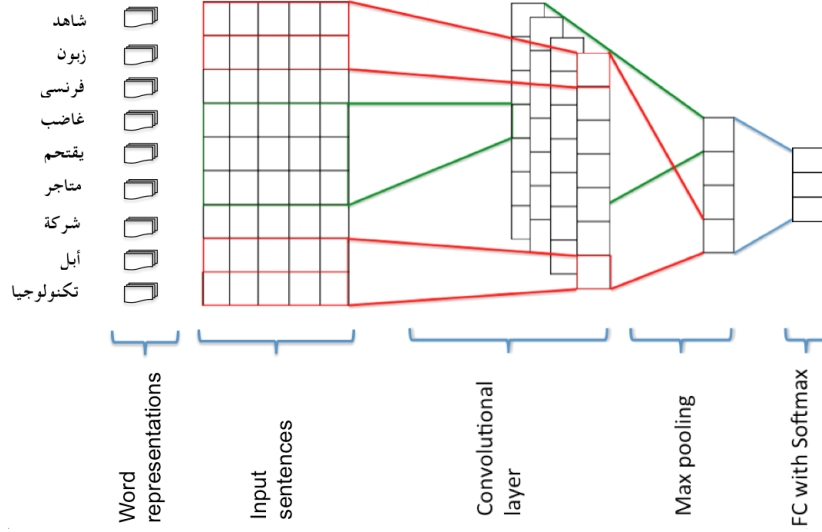 شاهد
زبون
فرنسى
غاضب
يقتحم
متاجر
شركة
أبل
تكنولوجيا
Word
representations
Input
sentences
Convolutional
layer
Max pooling
FC with Softmax